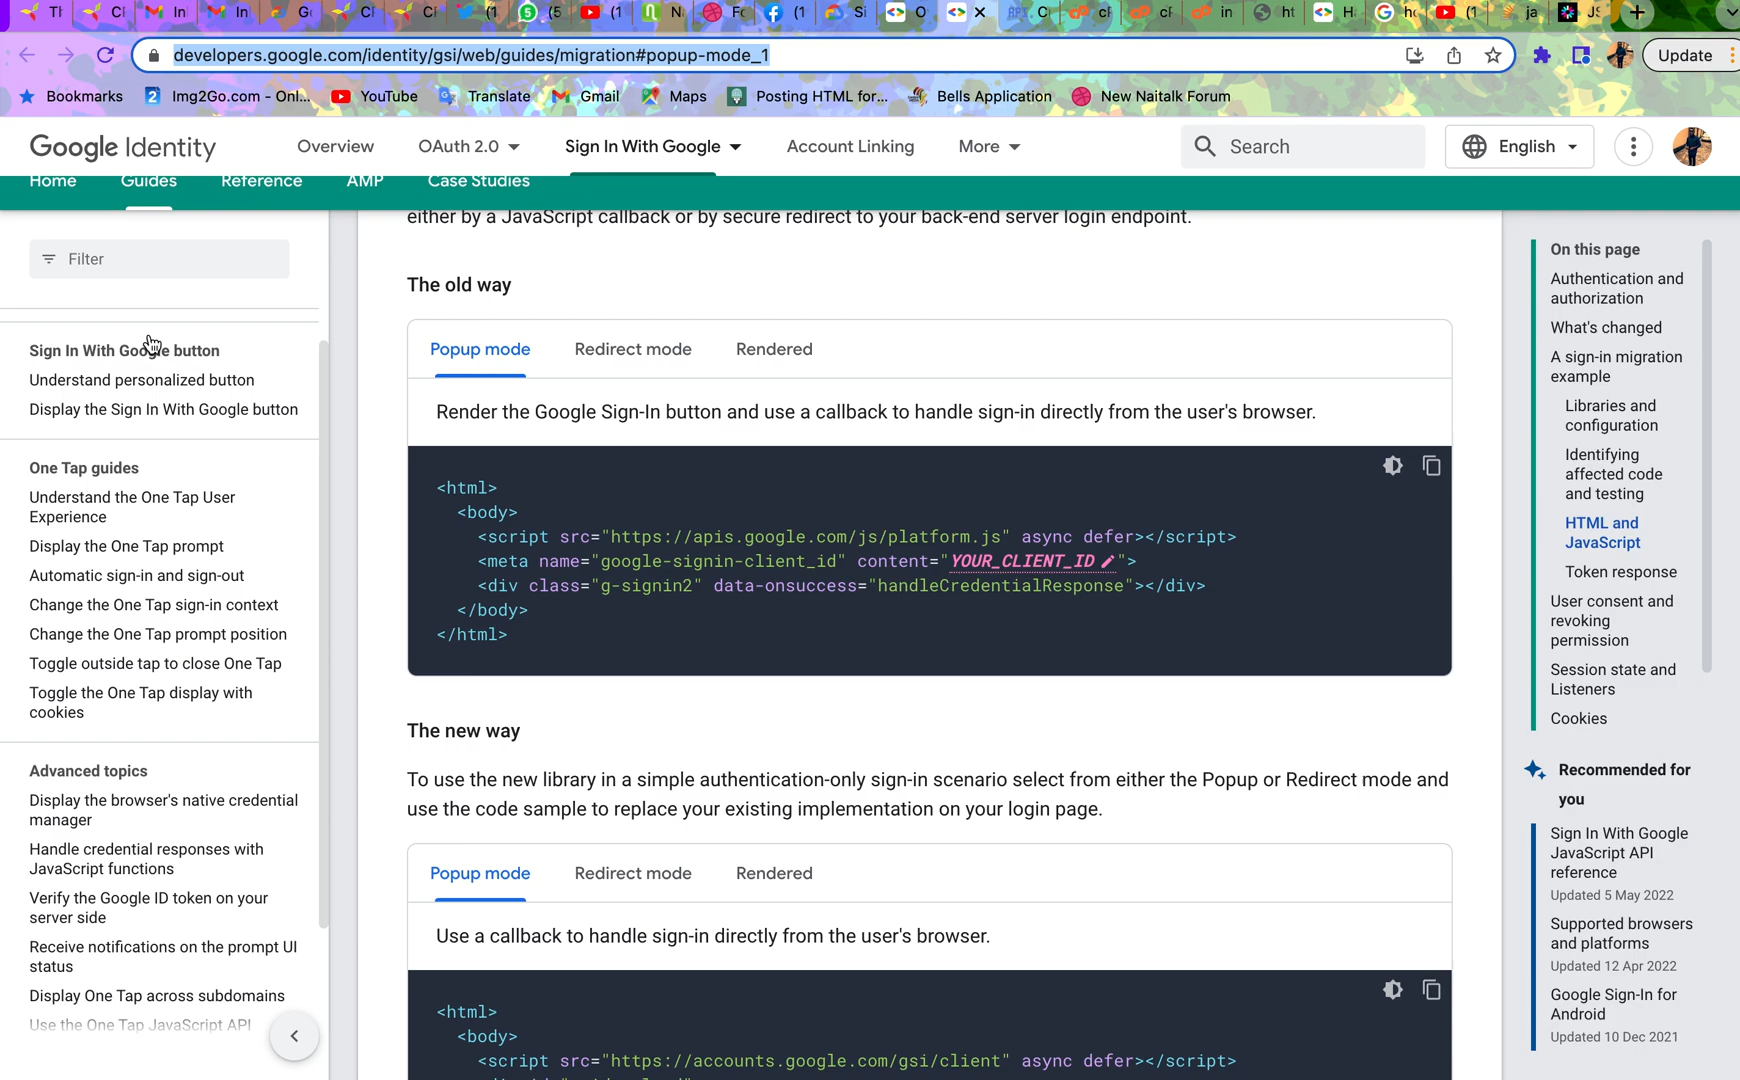 developers.google.com/identity/gsi/web/guides/migration#popup-mode_1
Update
Bookmarks
Img2Go.com - Onl...
YouTube
Translate
Gmail
Maps
Posting HTML for...
Bells Application
New Naitalk Forum
Google Identity
Overview
OAuth 2.0
Sign In With Google
Account Linking
More
Search
English
Home
Guides
Reference
AMP
Case Studies
Filter
Sign In With Google button
Understand personalized button
Display the Sign In With Google button
One Tap guides
Understand the One Tap User
Experience
Display the One Tap prompt
Automatic sign-in and sign-out
Change the One Tap sign-in context
Change the One Tap prompt position
Toggle outside tap to close One Tap
Toggle the One Tap display with
cookies
Advanced topics
Display the browser's native credential
manager
Handle credential responses with
JavaScript functions
Verify the Google ID token on your
server side
Receive notifications on the prompt UI
status
Display One Tap across subdomains
Use the One Tap JavaScript API
either by a JavaScript callback or by secure redirect to your back-end server login endpoint.
The old way
Popup mode
Redirect mode
Rendered
Render the Google Sign-In button and use a callback to handle sign-in directly from the user's browser.
<html>
<body>
<script src="https://apis.google.com/js/platform.js" async defer></script>
<meta name="google-signin-client_id" content="YOUR_CLIENT_ID">
<div class="g-signin2" data-onsuccess="handleCredentialResponse"></div>
</body>
</html>
The new way
To use the new library in a simple authentication-only sign-in scenario select from either the Popup or Redirect mode and
use the code sample to replace your existing implementation on your login page.
Popup mode
Redirect mode
Rendered
Use a callback to handle sign-in directly from the user's browser.
<html>
<body>
<script src="https://accounts.google.com/gsi/client" async defer></script>
On this page
Authentication and
authorization
What's changed
A sign-in migration
example
Libraries and
configuration
Identifying
affected code
and testing
HTML and
JavaScript
Token response
User consent and
revoking
permission
Session state and
Listeners
Cookies
Recommended for
you
Sign In With Google
JavaScript API
reference
Updated 5 May 2022
Supported browsers
and platforms
Updated 12 Apr 2022
Google Sign-In for
Android
Updated 10 Dec 2021